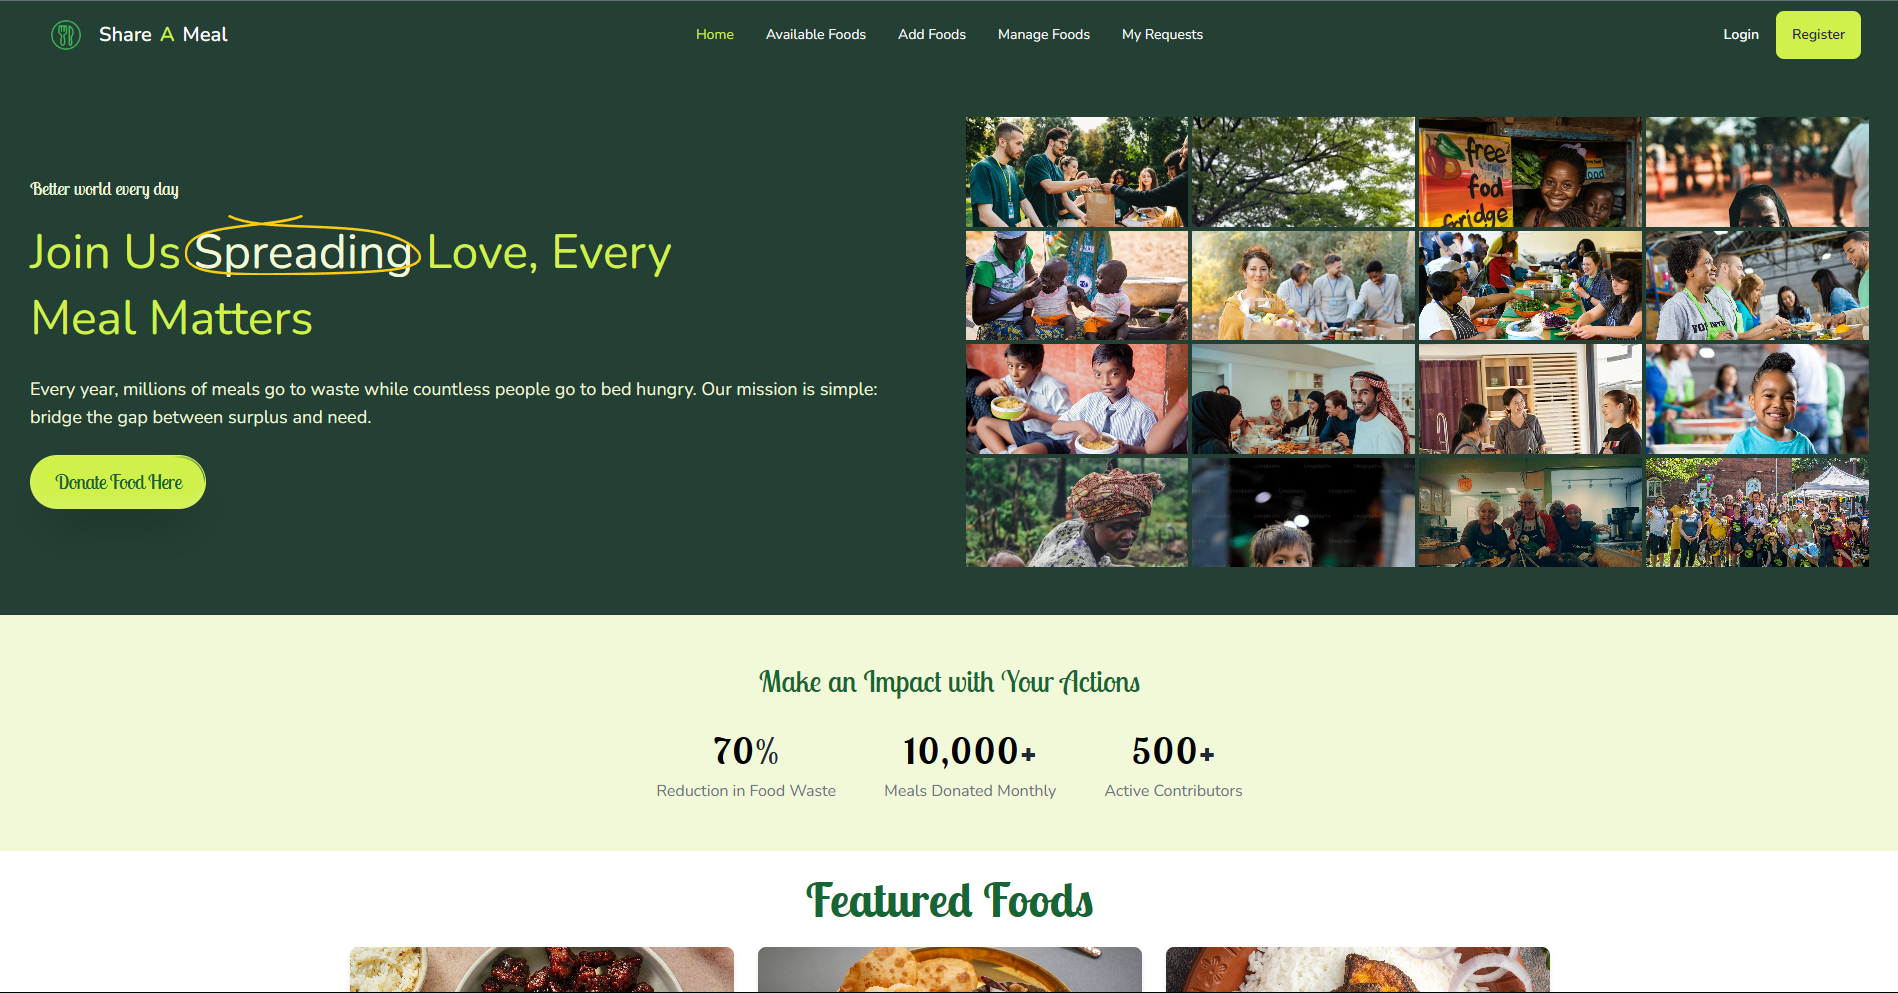 Share A Meal
Home
Available Foods
Add Foods
Manage Foods
My Requests
Login
Register
Better world every day
Join Us Spreading Love, Every
Meal Matters
Every year, millions of meals go to waste while countless people go to bed hungry. Our mission is simple:
bridge the gap between surplus and need.
Donate Food Here
free
food
fridge
Make an Impact with Your Actions
70%
Reduction in Food Waste
10,000+
Meals Donated Monthly
500+
Active Contributors
Featured Foods